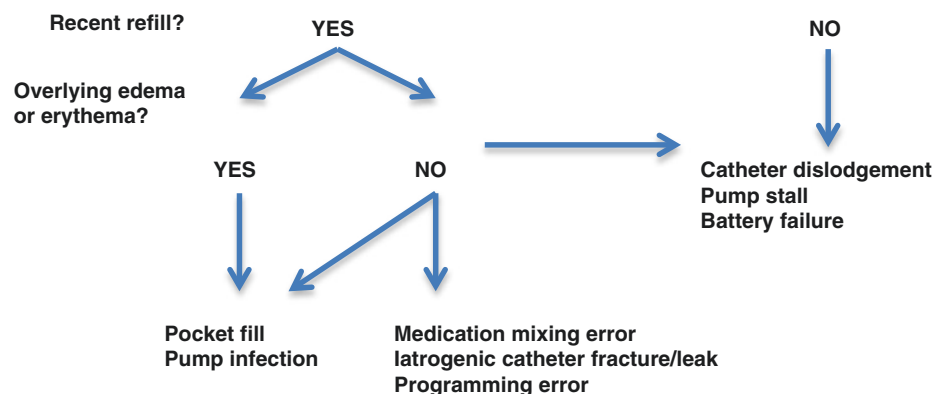 Recent refill?
YES
NO
Overlying edema
or erythema?
YES
NO
Catheter dislodgement
Pump stall
Battery failure
Pocket fill
Pump infection
Medication mixing error
Iatrogenic catheter fracture/leak
Programming error